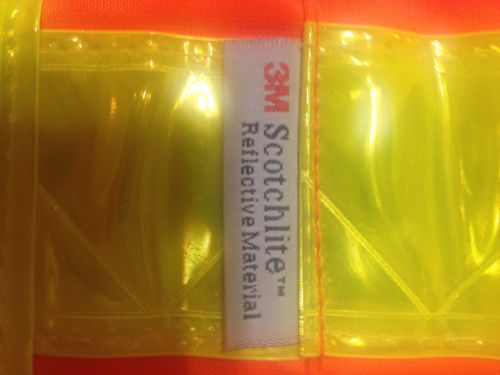 3M Scotchlite™
Reflective Material